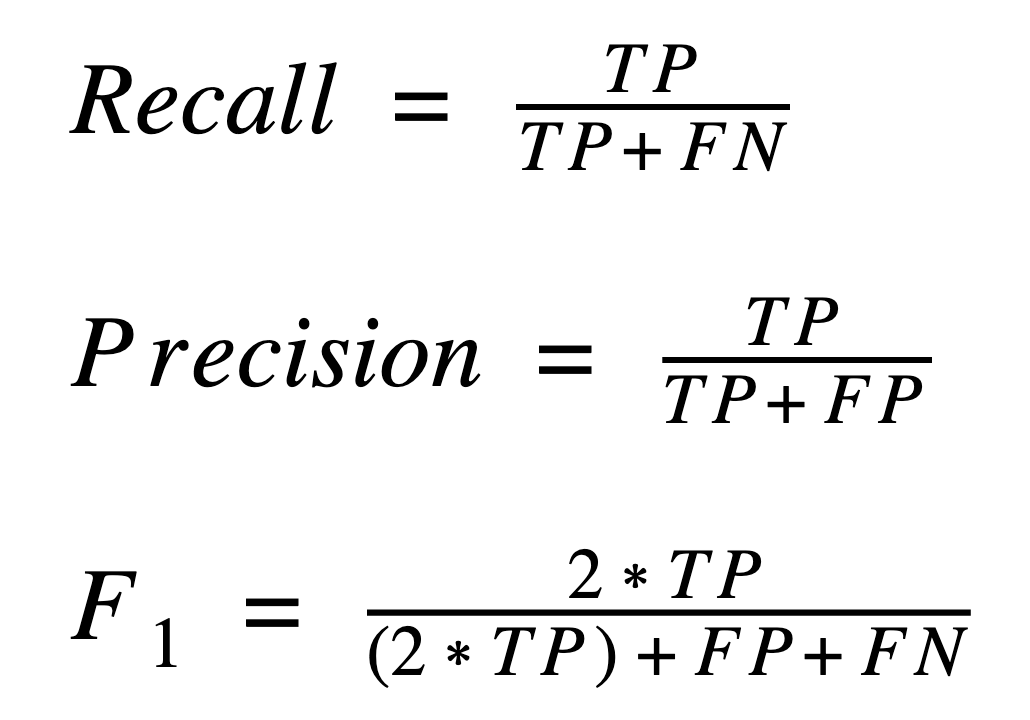 Recall = TP / TP + FN
Precision = TP / TP + FP
F₁ = 2 * TP / (2 * TP) + FP + FN